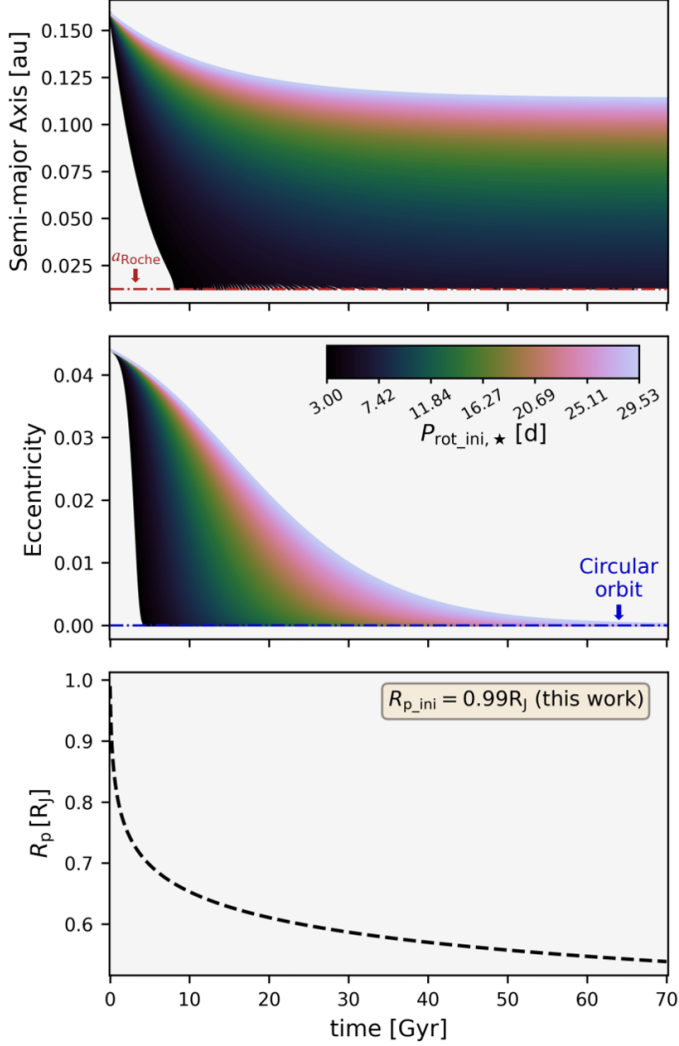 0.150
0.125
0.100
0.075
0.050
0.025
Semi-major Axis [au]
a_Roche
0.04
0.03
0.02
0.01
0.00
Eccentricity
3.00 7.42 11.84 16.27 20.69 25.11 29.53
P_rot_ini,★ [d]
Circular
orbit
1.0
0.9
0.8
0.7
0.6
R_p [R_J]
R_p_ini = 0.99R_J (this work)
0 10 20 30 40 50 60 70
time [Gyr]